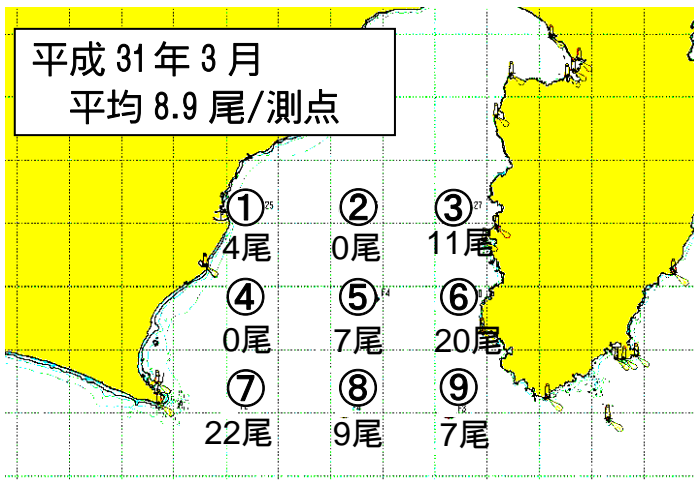 平成31年3月
平均8.9尾/測点
① ② ③
4尾 0尾 11尾
④ ⑤ ⑥
0尾 7尾 20尾
⑦ ⑧ ⑨
22尾 9尾 7尾